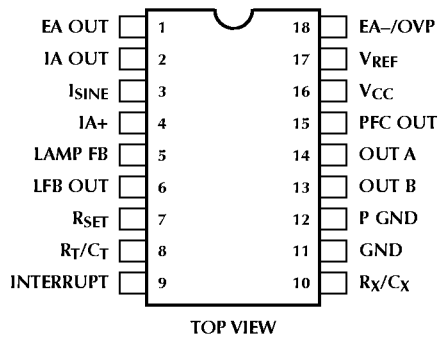 EA OUT 1 18 EA–/OVP
IA OUT 2 17 VREF
ISINE 3 16 VCC
IA+ 4 15 PFC OUT
LAMP FB 5 14 OUT A
LFB OUT 6 13 OUT B
RSET 7 12 P GND
RT/CT 8 11 GND
INTERRUPT 9 10 RX/CX
TOP VIEW